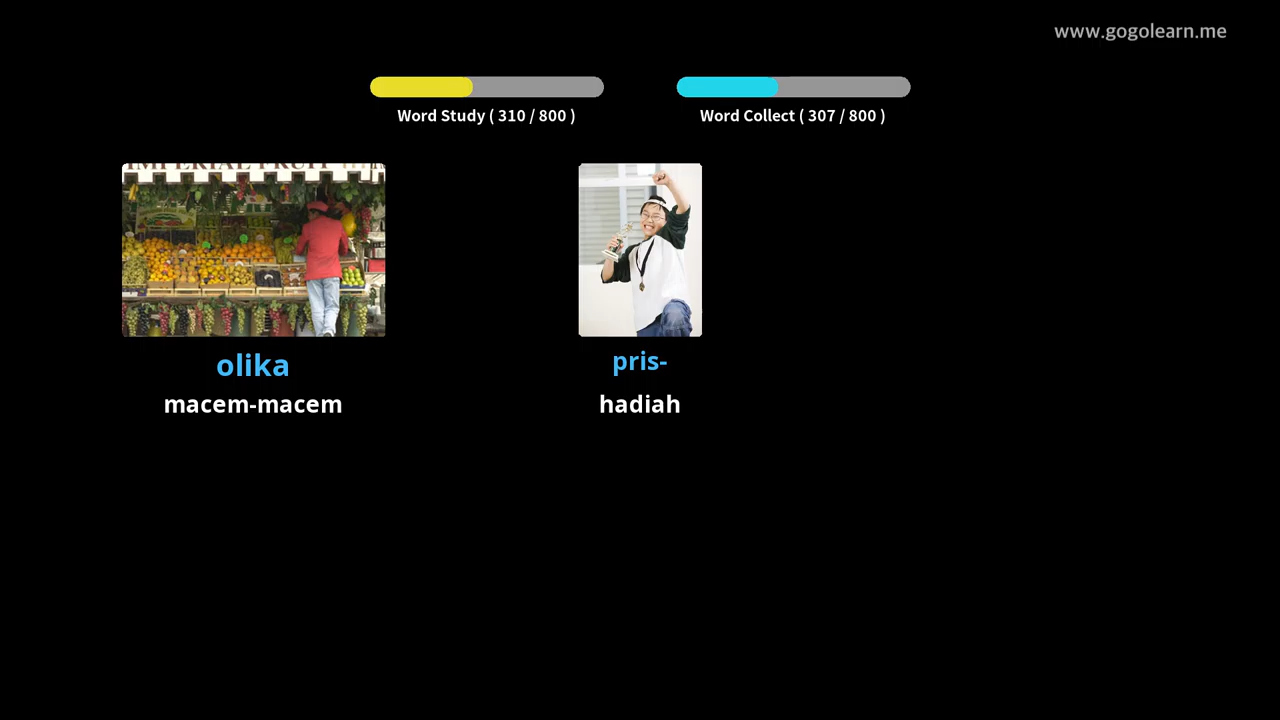 www.gogolearn.me
Word Study ( 310 / 800 )
Word Collect ( 307 / 800 )
olika
macem-macem
pris-
hadiah